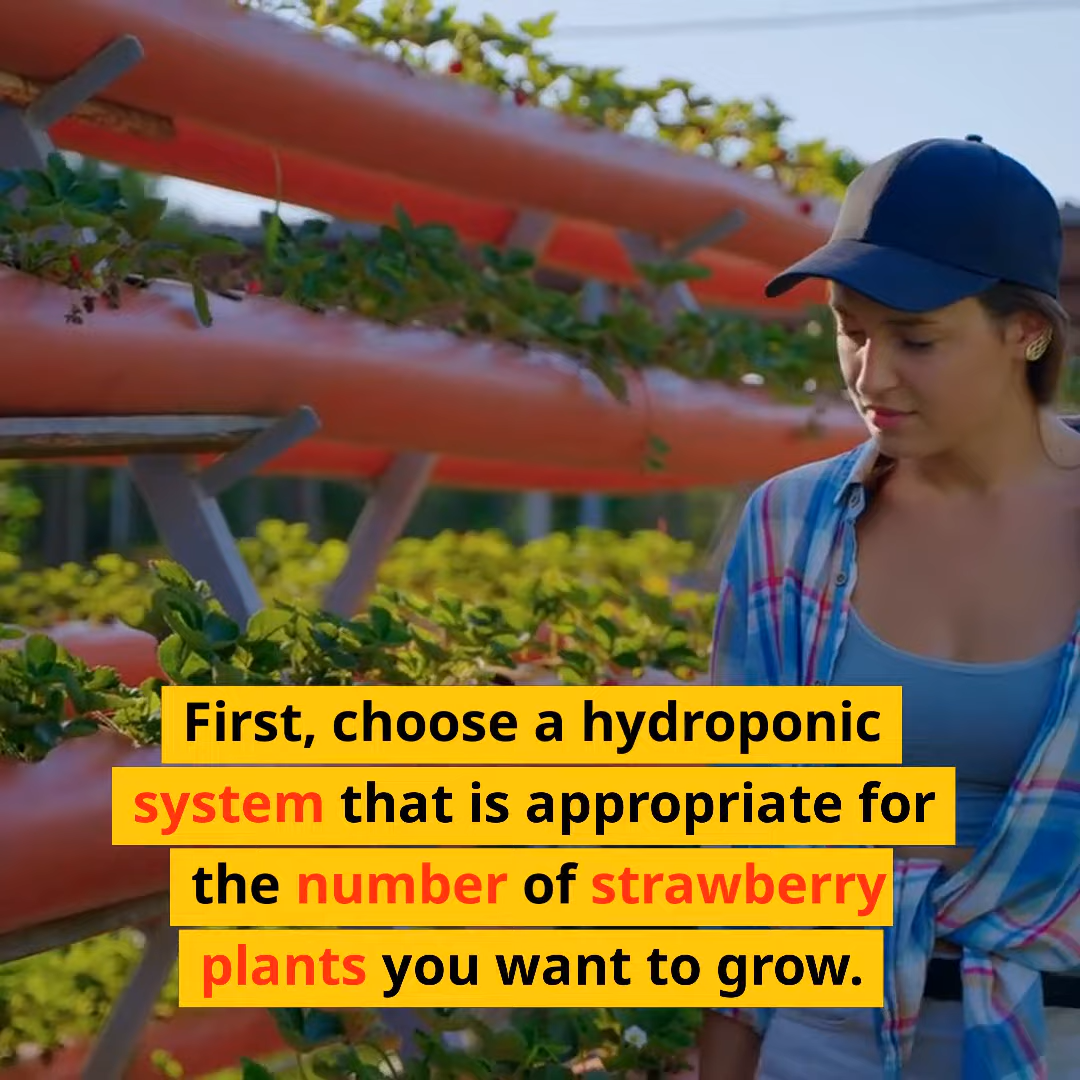 First, choose a hydroponic
system that is appropriate for
the number of strawberry
plants you want to grow.